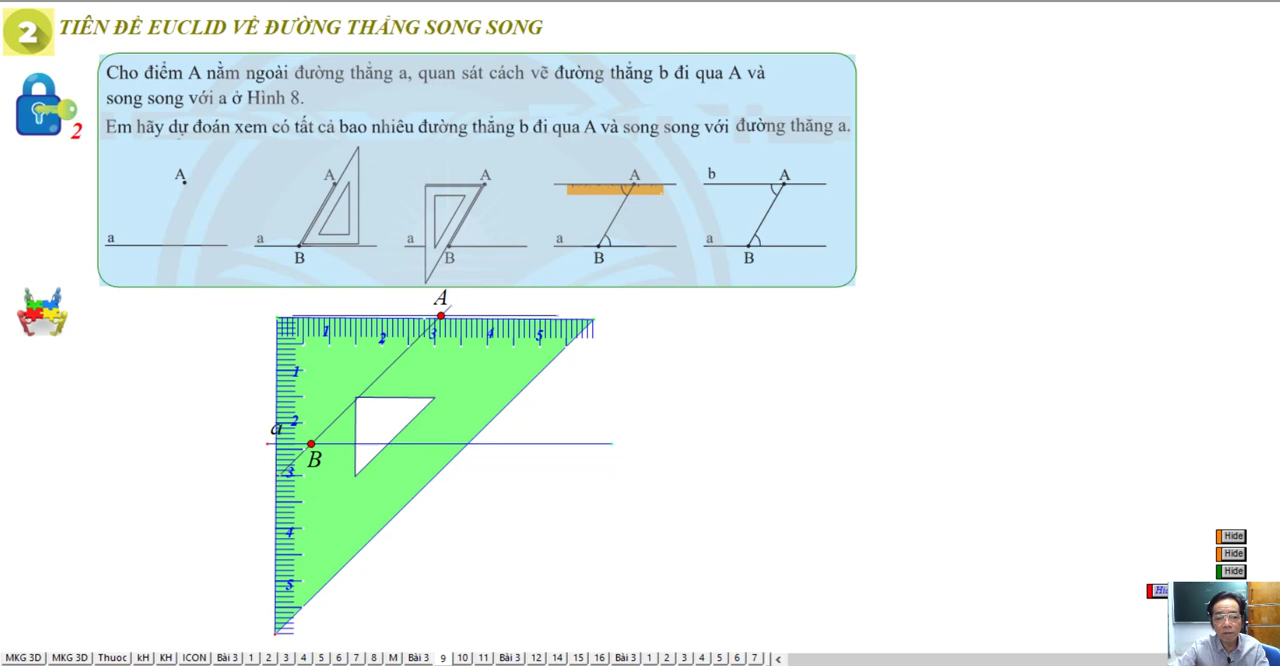 2 TIÊN ĐỀ EUCLID VỀ ĐƯỜNG THẲNG SONG SONG
Cho điểm A nằm ngoài đường thẳng a, quan sát cách vẽ đường thẳng b đi qua A và
song song với a ở Hình 8.
2 Em hãy dự đoán xem có tất cả bao nhiêu đường thẳng b đi qua A và song song với đường thăng a.
A A A A b A
a a a a a
B B B B
A
1 2 3 4 5
1
2
a
B
3
4
5
Hide
Hide
Hide
MKG 3D MKG 3D Thuoc kH KH ICON Bài 3 1 2 3 4 5 6 7 8 M Bài 3 9 10 11 Bài 3 12 14 15 16 Bài 3 1 2 3 4 5 6 7